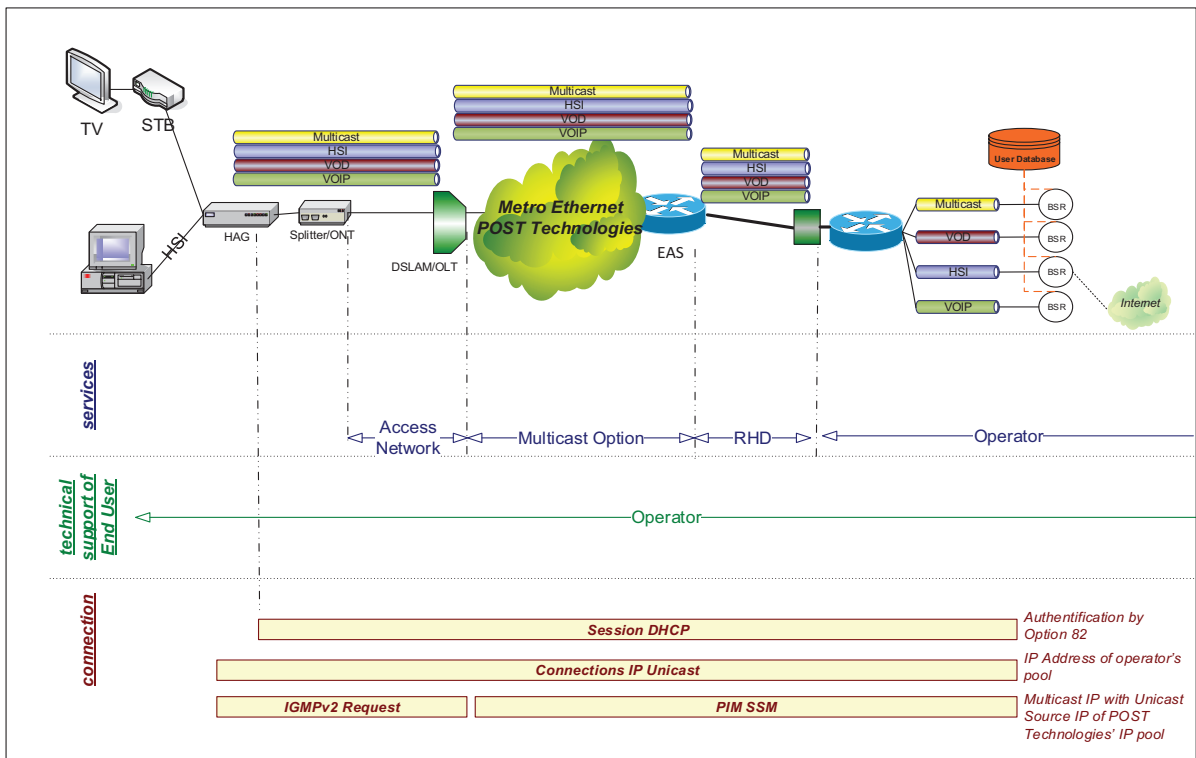 Multicast
HSI
VOD
VOIP
TV
STB
Multicast
HSI
VOD
VOIP
Multicast
HSI
VOD
VOIP
User Database
Metro Ethernet
POST Technologies
HSI
HAG
Splitter/ONT
DSLAM/OLT
EAS
Multicast
BSR
VOD
BSR
HSI
BSR
Internet
VOIP
BSR
services
Access
Network
Multicast Option
RHD
Operator
technical
support of
End User
Operator
connection
Session DHCP
Authentification by
Option 82
Connections IP Unicast
IP Address of operator's
pool
IGMPv2 Request
PIM SSM
Multicast IP with Unicast
Source IP of POST
Technologies' IP pool